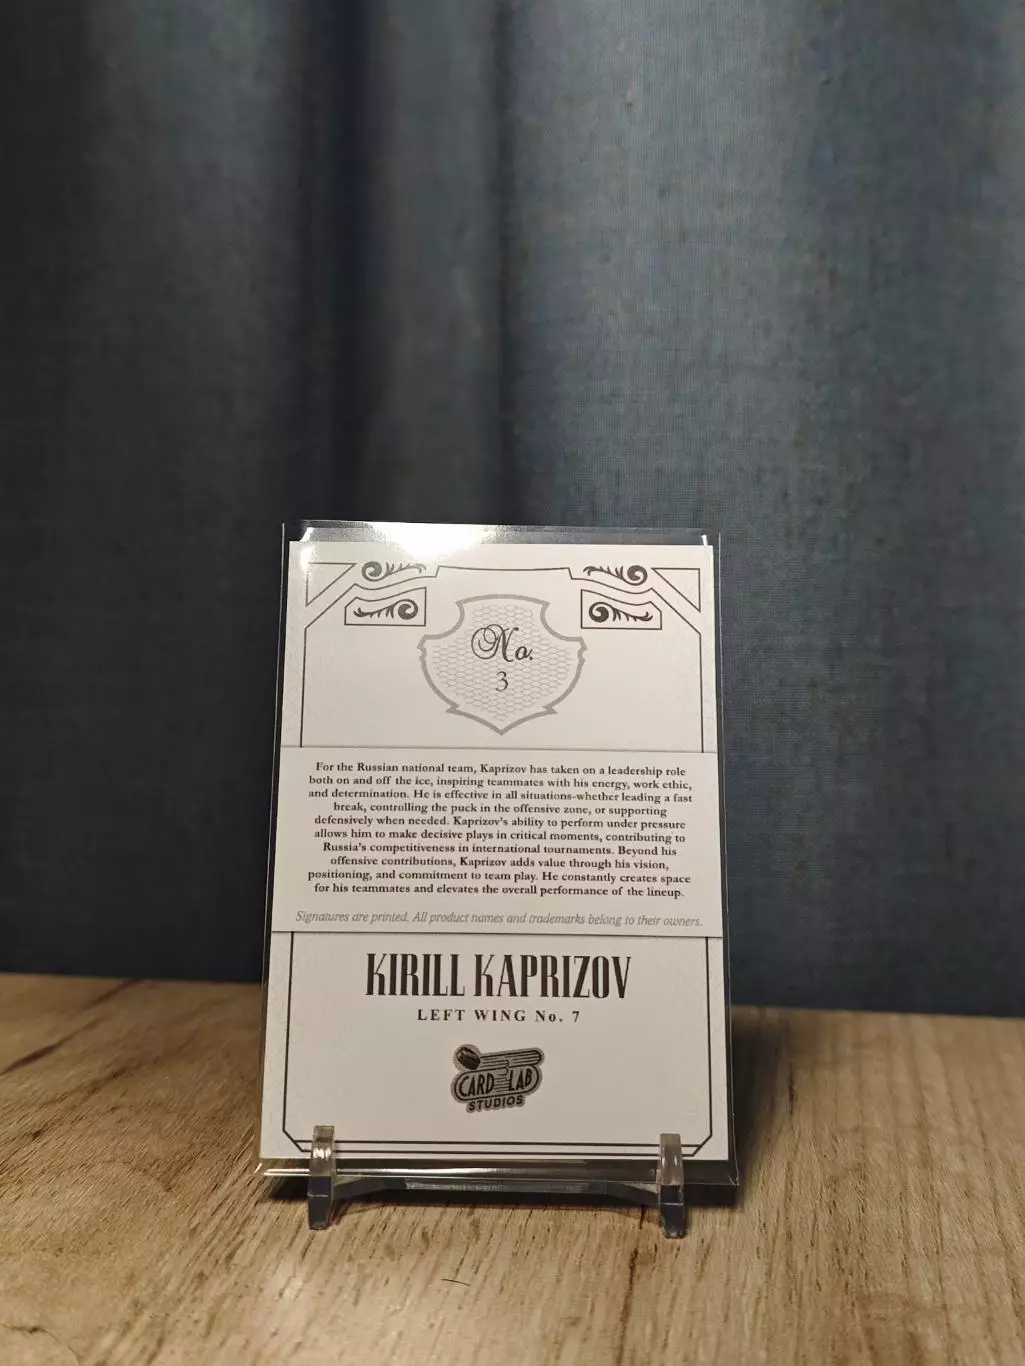 No.
3
For the Russian national team, Kaprizov has taken on a leadership role
both on and off the ice, inspiring teammates with his energy, work ethic,
and determination. He is effective in all situations-whether leading a fast
break, controlling the puck in the offensive zone, or supporting
defensively when needed. Kaprizov's ability to perform under pressure
allows him to make decisive plays in critical moments, contributing to
Russia's competitiveness in international tournaments. Beyond his
offensive contributions, Kaprizov adds value through his vision,
positioning, and commitment to team play. He constantly creates space
for his teammates and elevates the overall performance of the lineup.
Signatures are printed. All product names and trademarks belong to their owners.
KIRILL KAPRIZOV
LEFT WING No. 7
CARD LAB
STUDIOS